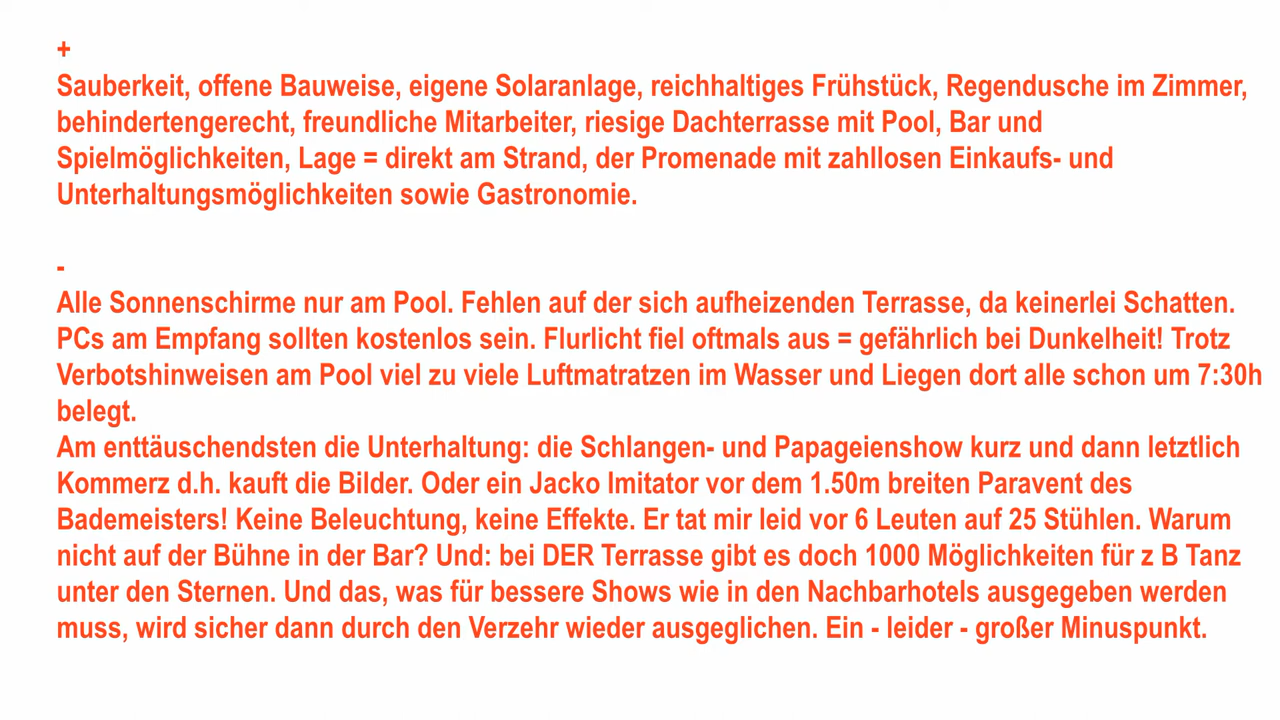 +
Sauberkeit, offene Bauweise, eigene Solaranlage, reichhaltiges Frühstück, Regendusche im Zimmer,
behindertengerecht, freundliche Mitarbeiter, riesige Dachterrasse mit Pool, Bar und
Spielmöglichkeiten, Lage = direkt am Strand, der Promenade mit zahllosen Einkaufs- und
Unterhaltungsmöglichkeiten sowie Gastronomie.
-
Alle Sonnenschirme nur am Pool. Fehlen auf der sich aufheizenden Terrasse, da keinerlei Schatten.
PCs am Empfang sollten kostenlos sein. Flurlicht fiel oftmals aus = gefährlich bei Dunkelheit! Trotz
Verbotshinweisen am Pool viel zu viele Luftmatratzen im Wasser und Liegen dort alle schon um 7:30h
belegt.
Am enttäuschendsten die Unterhaltung: die Schlangen- und Papageienshow kurz und dann letztlich
Kommerz d.h. kauft die Bilder. Oder ein Jacko Imitator vor dem 1.50m breiten Paravent des
Bademeisters! Keine Beleuchtung, keine Effekte. Er tat mir leid vor 6 Leuten auf 25 Stühlen. Warum
nicht auf der Bühne in der Bar? Und: bei DER Terrasse gibt es doch 1000 Möglichkeiten für z B Tanz
unter den Sternen. Und das, was für bessere Shows wie in den Nachbarhotels ausgegeben werden
muss, wird sicher dann durch den Verzehr wieder ausgeglichen. Ein - leider - großer Minuspunkt.